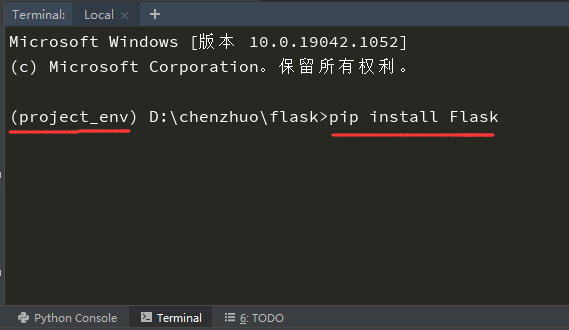 Terminal: Local × +
Microsoft Windows [版本 10.0.19042.1052]
(c) Microsoft Corporation。保留所有权利。
(project_env) D:\chenzhuo\flask>pip install Flask
Python Console Terminal 6: TODO